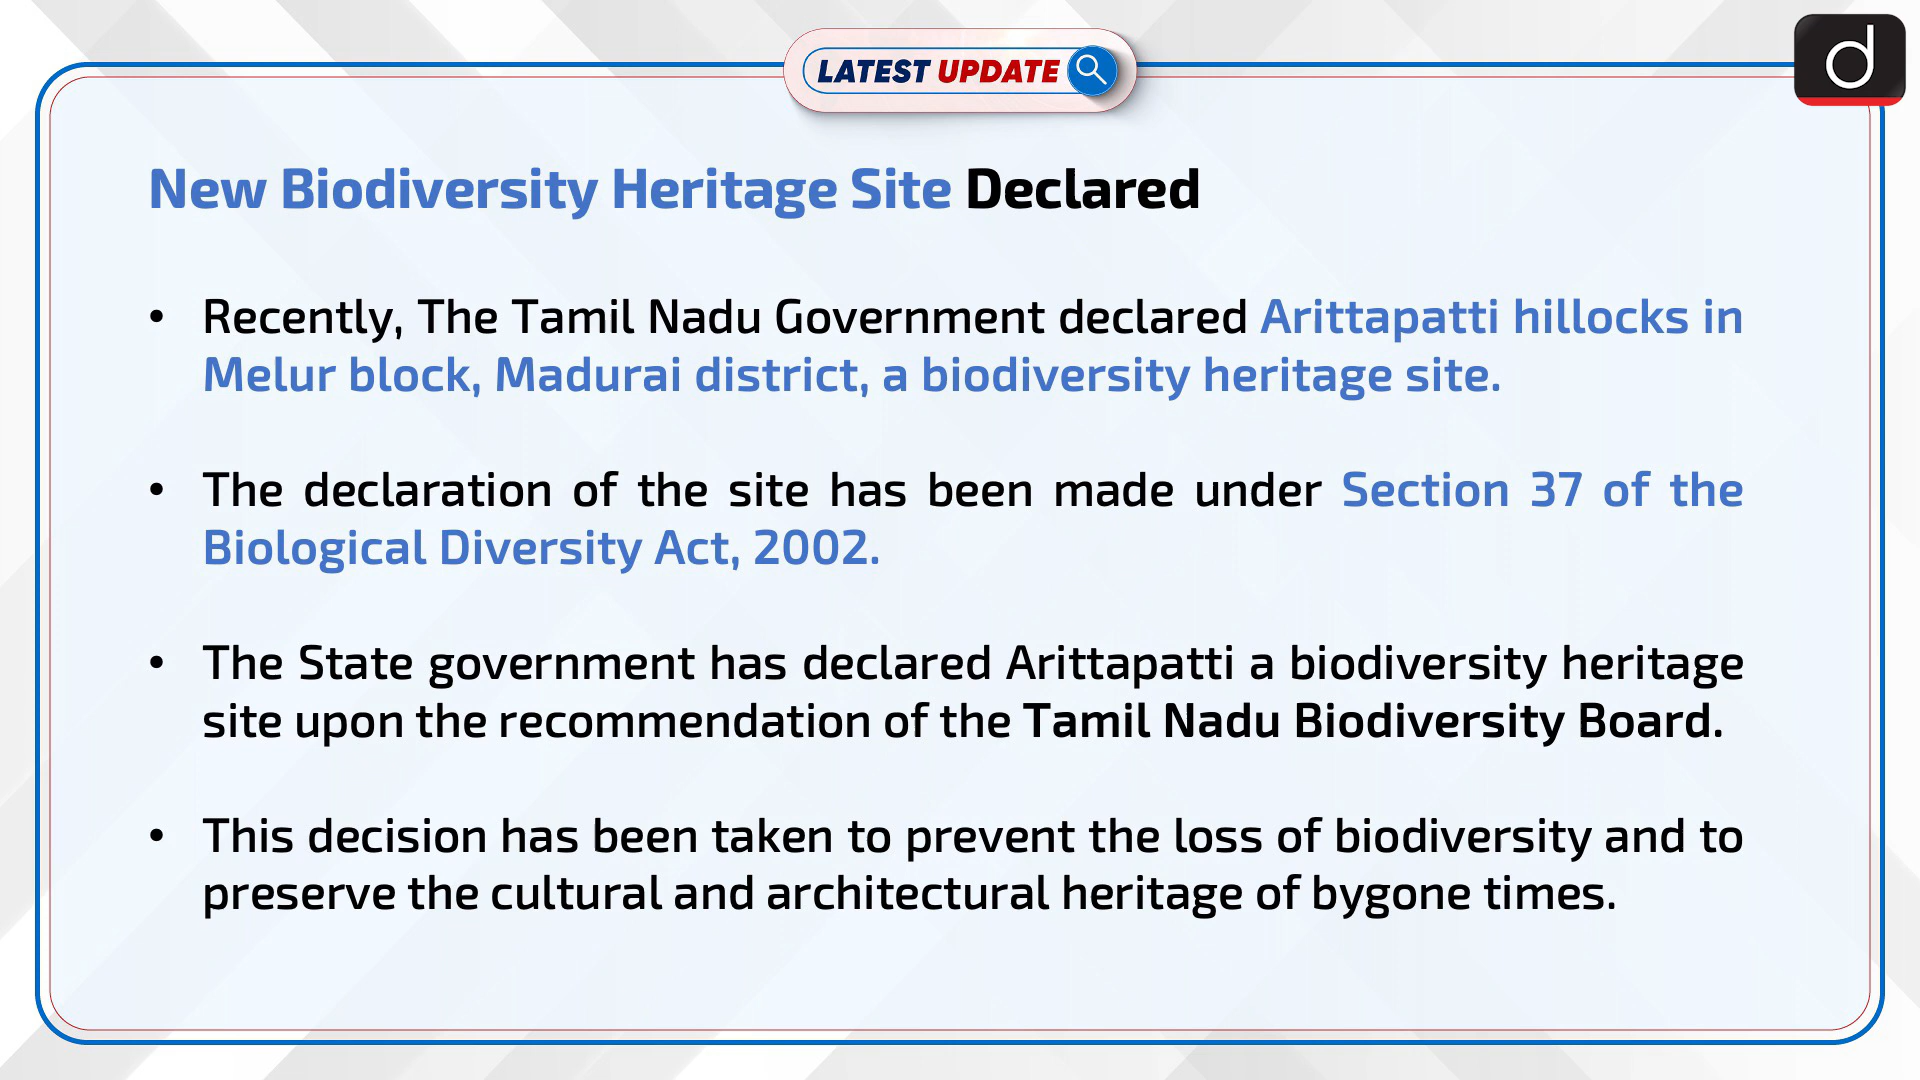 LATEST UPDATE
d
New Biodiversity Heritage Site Declared
• Recently, The Tamil Nadu Government declared Arittapatti hillocks in
Melur block, Madurai district, a biodiversity heritage site.
• The declaration of the site has been made under Section 37 of the
Biological Diversity Act, 2002.
• The State government has declared Arittapatti a biodiversity heritage
site upon the recommendation of the Tamil Nadu Biodiversity Board.
• This decision has been taken to prevent the loss of biodiversity and to
preserve the cultural and architectural heritage of bygone times.